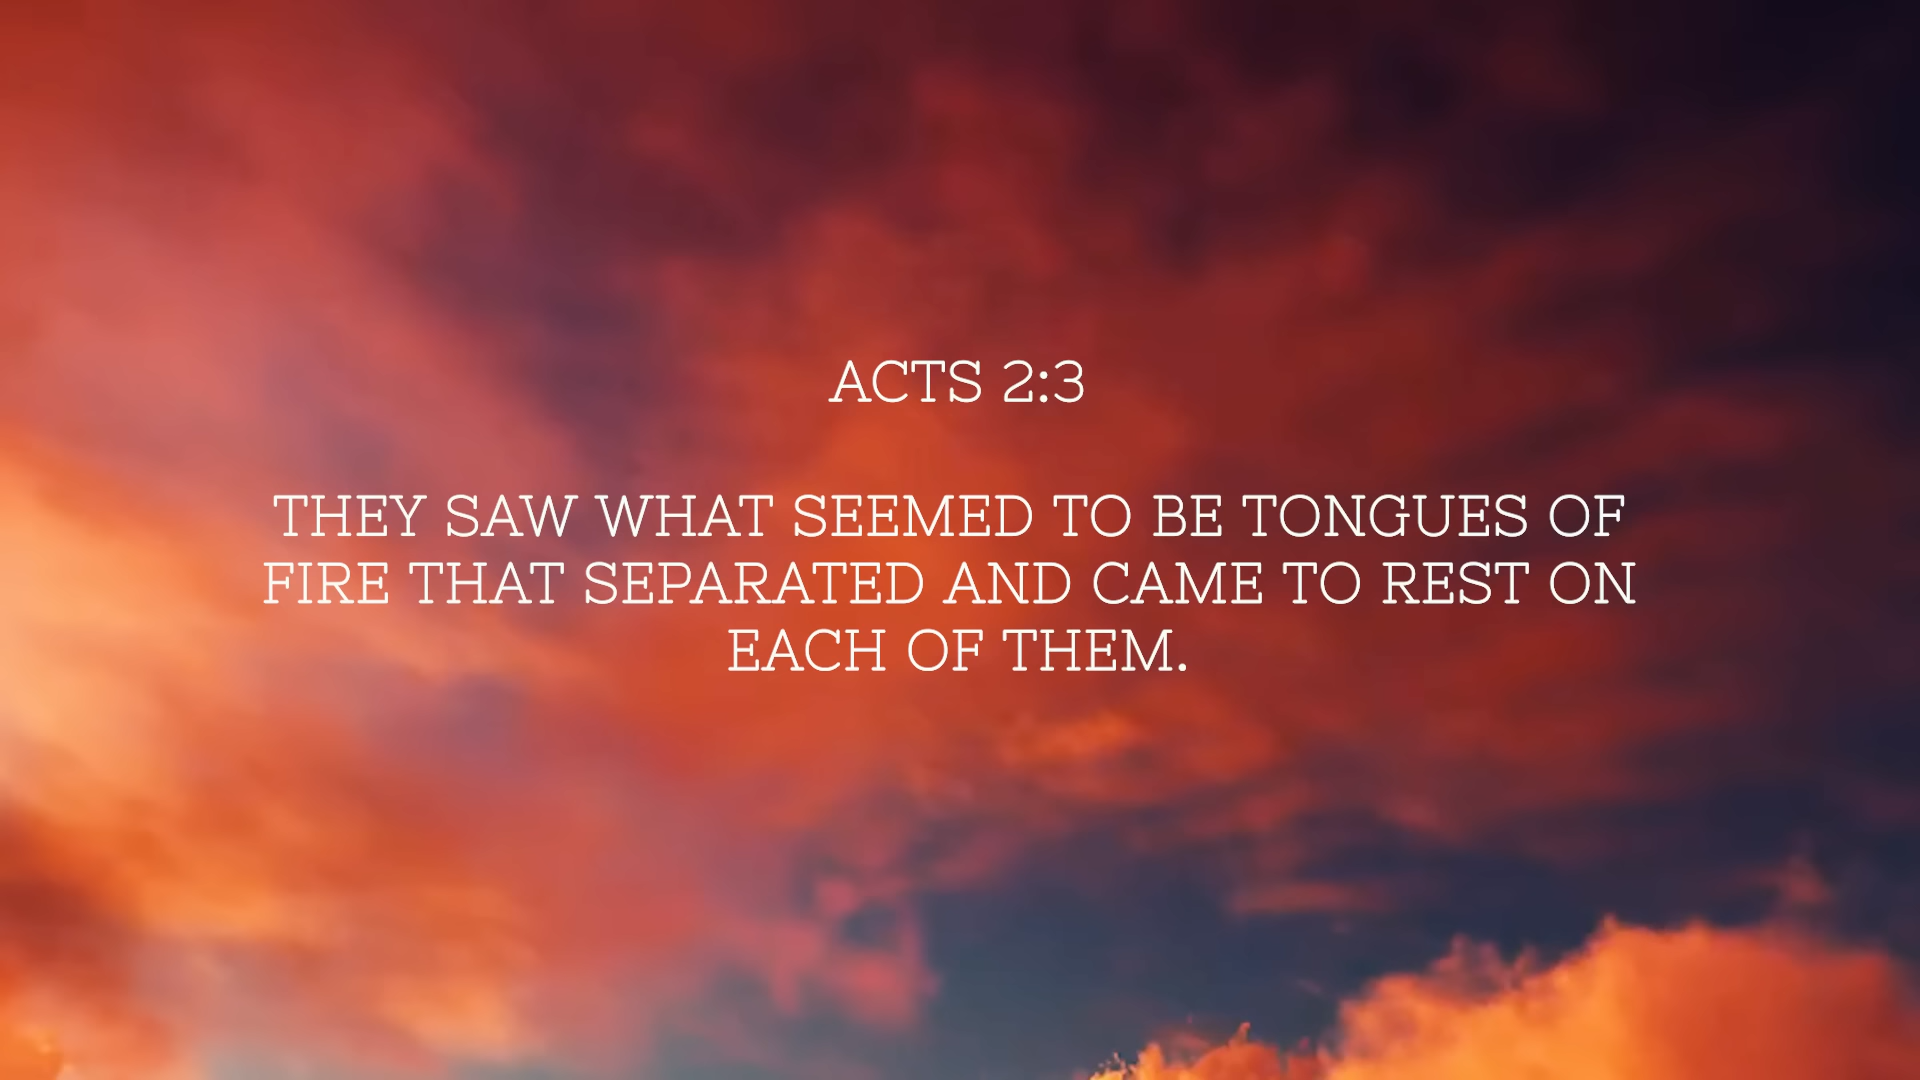 ACTS 2:3
THEY SAW WHAT SEEMED TO BE TONGUES OF
FIRE THAT SEPARATED AND CAME TO REST ON
EACH OF THEM.